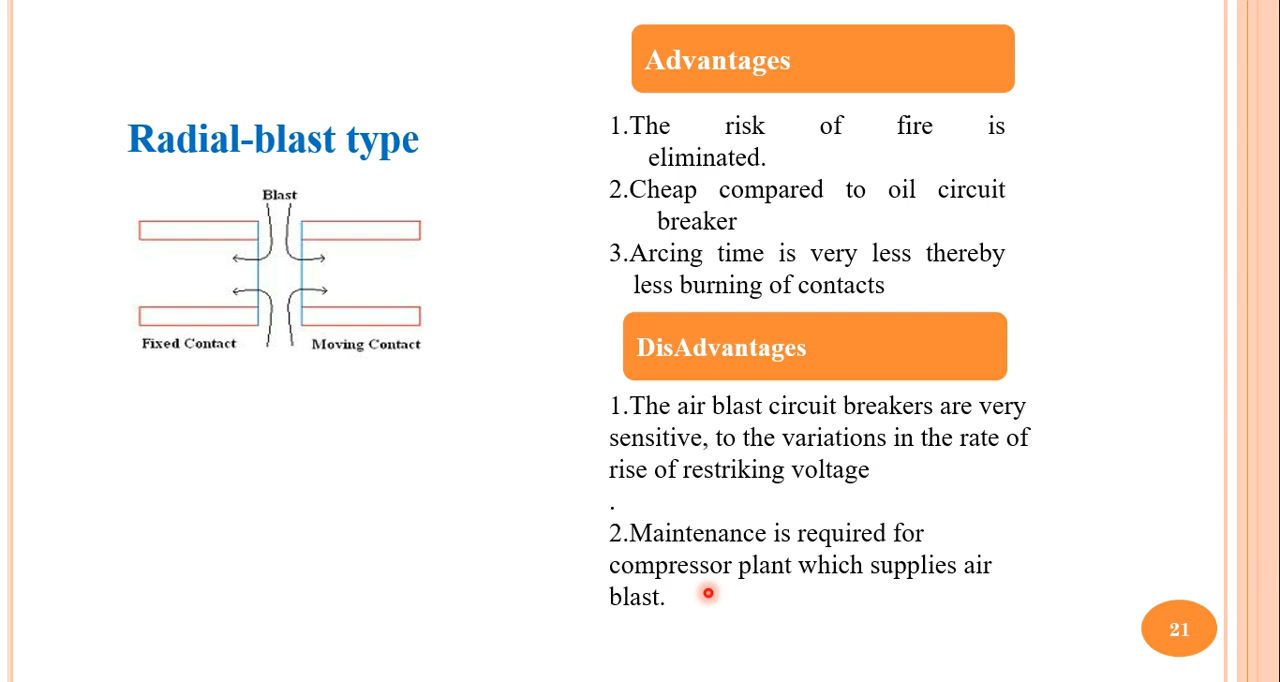 Radial-blast type
Blast
Fixed Contact
Moving Contact
Advantages
1.The risk of fire is
eliminated.
2.Cheap compared to oil circuit
breaker
3.Arcing time is very less thereby
less burning of contacts
DisAdvantages
1.The air blast circuit breakers are very
sensitive, to the variations in the rate of
rise of restriking voltage
.
2.Maintenance is required for
compressor plant which supplies air
blast.
21